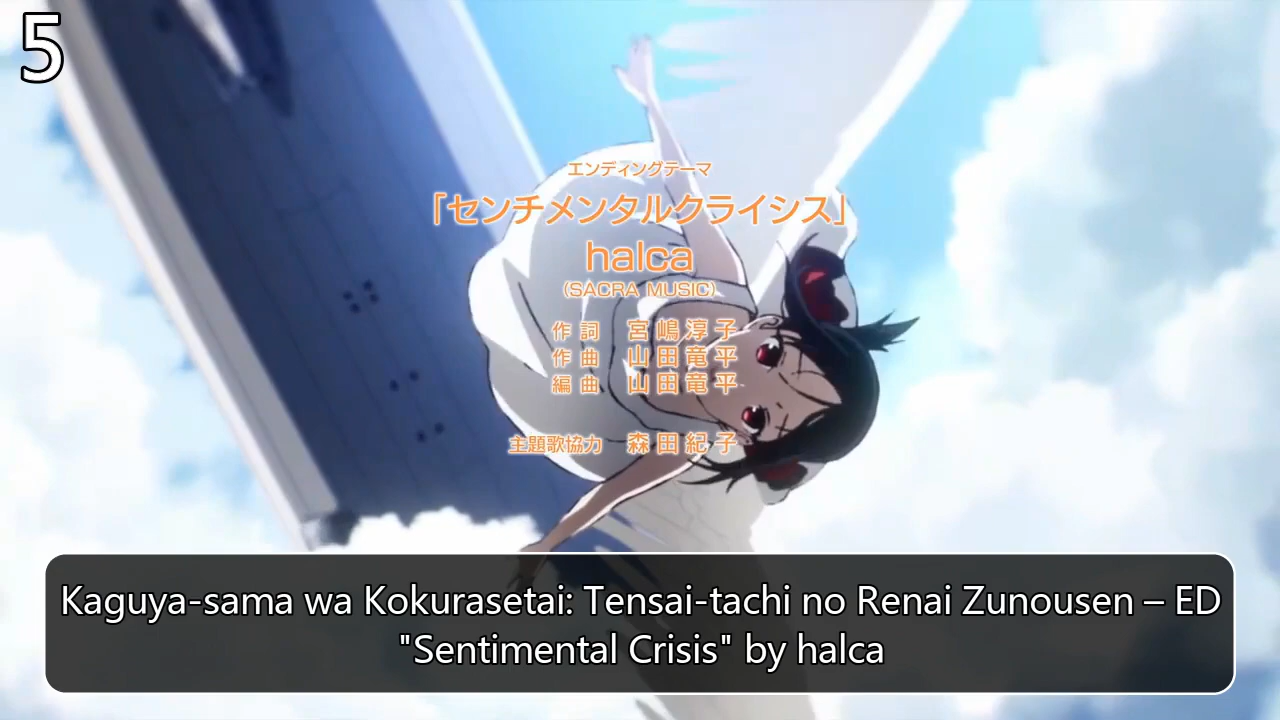 5
エンディングテーマ
「センチメンタルクライシス」
halca
(SACRA MUSIC)
作詞 宮嶋淳子
作曲 山田竜平
編曲 山田竜平
主題歌協力 森田紀子
Kaguya-sama wa Kokurasetai: Tensai-tachi no Renai Zunousen – ED
"Sentimental Crisis" by halca